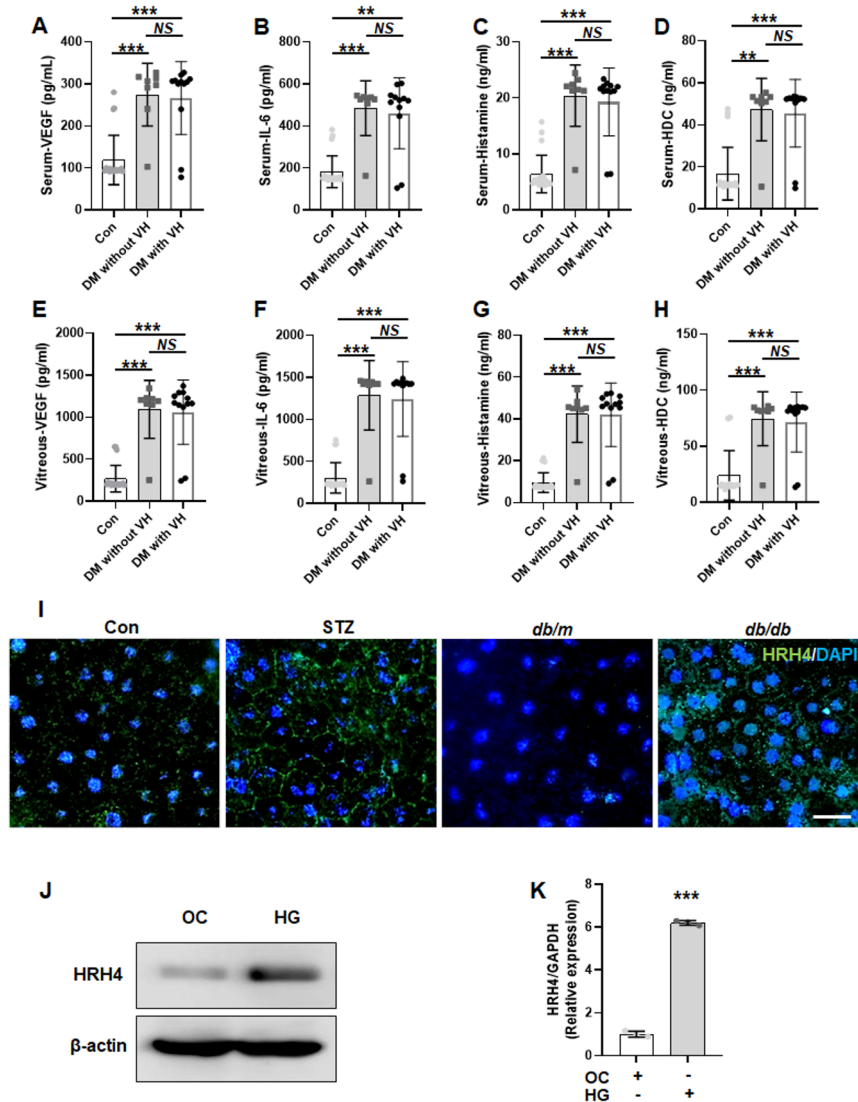 A
Serum-VEGF (pg/mL)
400
300
200
100
0
***
***
NS
Con
DM without VH
DM with VH
B
Serum-IL-6 (pg/ml)
800
600
400
200
0
**
***
NS
Con
DM without VH
DM with VH
C
Serum-Histamine (ng/ml)
30
20
10
0
***
***
NS
Con
DM without VH
DM with VH
D
Serum-HDC (ng/ml)
80
60
40
20
0
***
**
NS
Con
DM without VH
DM with VH
E
Vitreous-VEGF (pg/ml)
2000
1500
1000
500
0
***
***
NS
Con
DM without VH
DM with VH
F
Vitreous-IL-6 (pg/ml)
2000
1500
1000
500
0
***
***
NS
Con
DM without VH
DM with VH
G
Vitreous-Histamine (ng/ml)
80
60
40
20
0
***
***
NS
Con
DM without VH
DM with VH
H
Vitreous-HDC (ng/ml)
150
100
50
0
***
***
NS
Con
DM without VH
DM with VH
I
Con
STZ
db/m
db/db
HRH4/DAPI
J
OC HG
HRH4
β-actin
K
HRH4/GAPDH
(Relative expression)
8
6
4
2
0
***
OC + -
HG - +